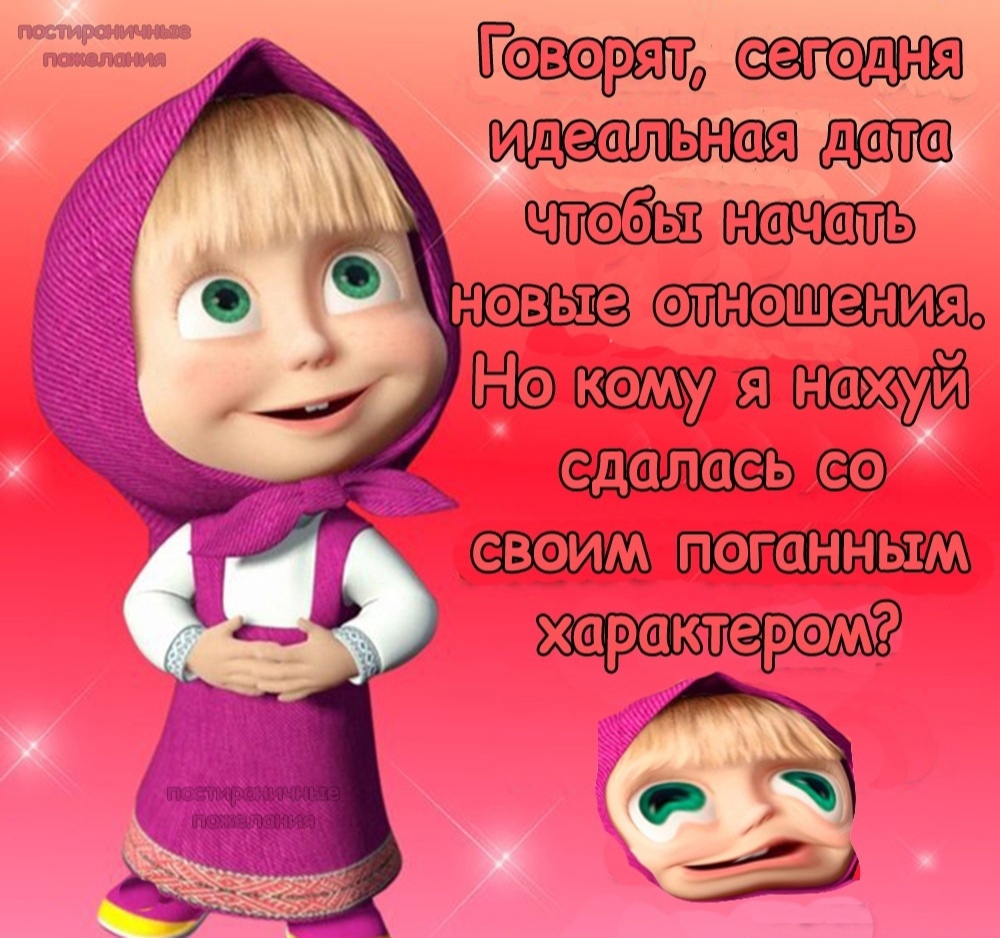 постироничные
пожелания
Говорят, сегодня
идеальная дата
чтобы начать
новые отношения.
Но кому я нахуй
сдалась со
своим поганным
характером?
постироничные
пожелания